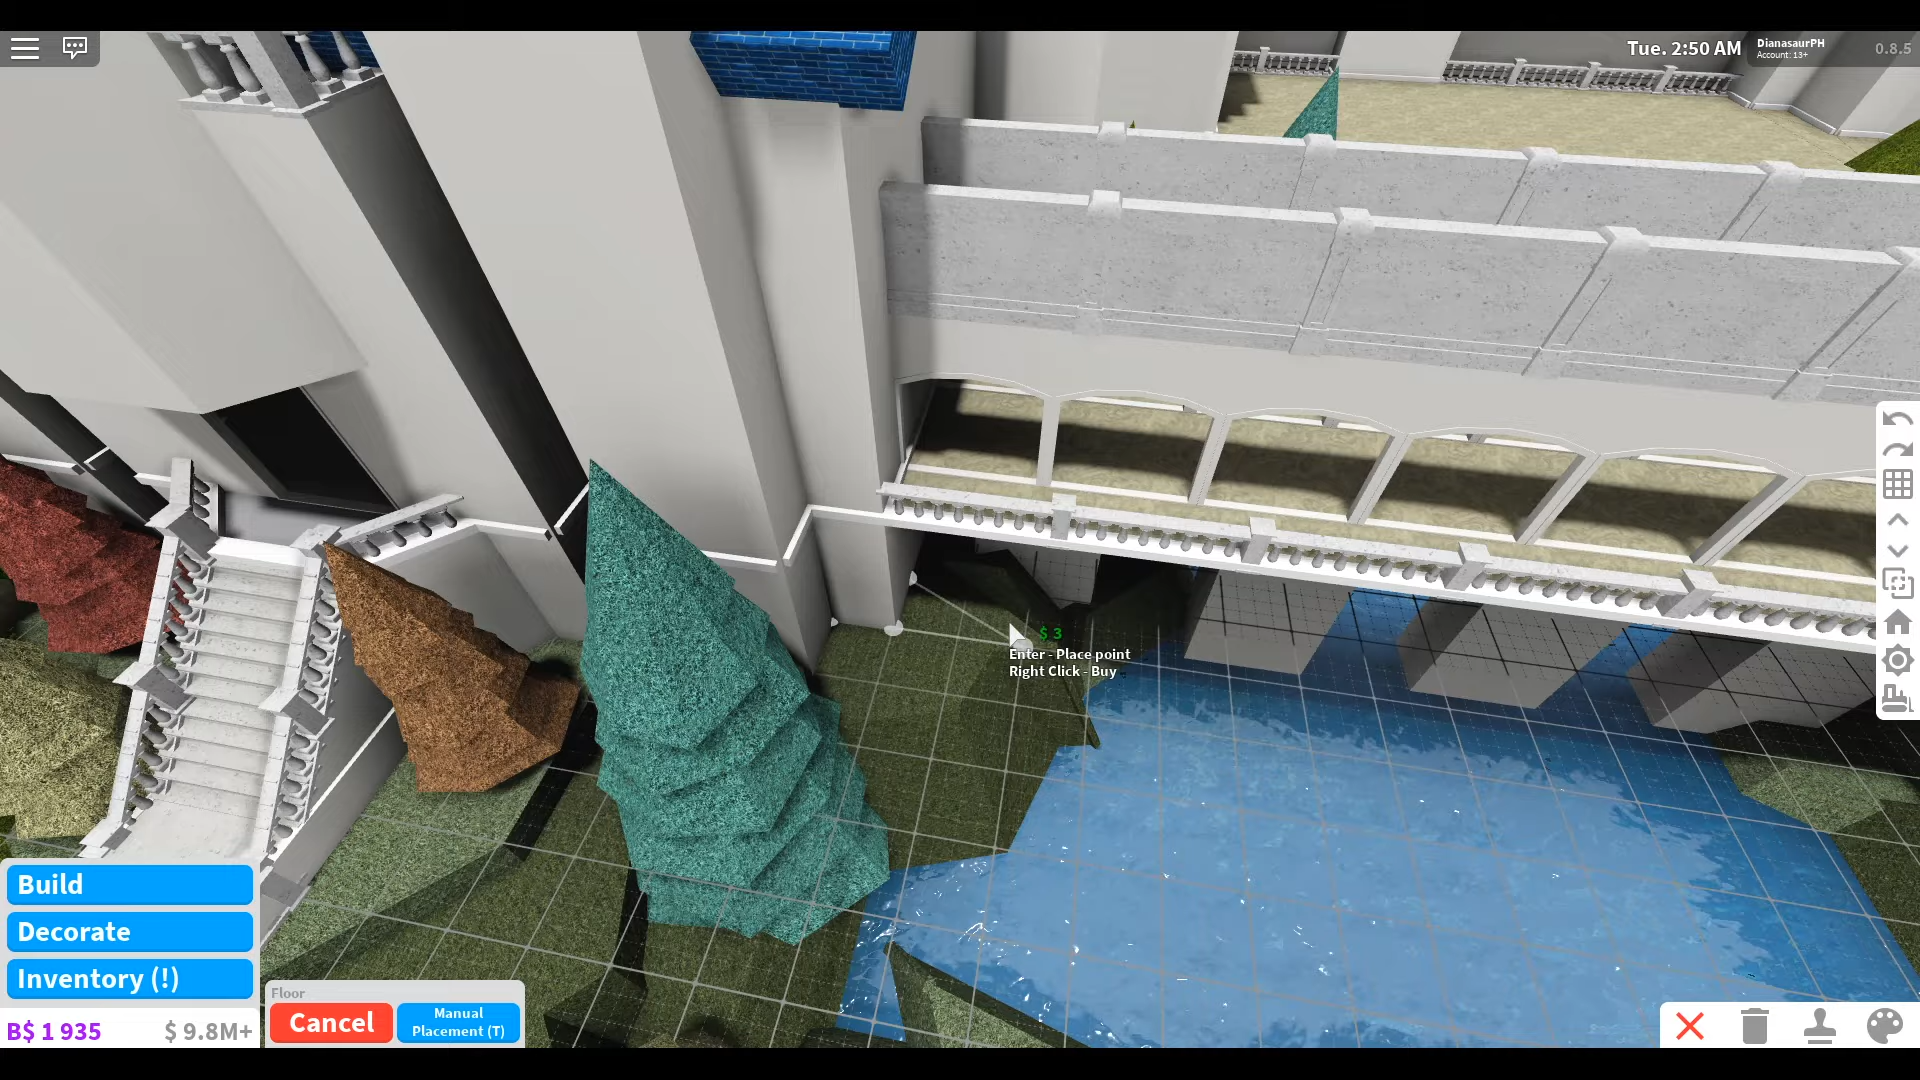 Tue. 2:50 AM
DianasaurPH
Account: 13+
0.8.5
$ 3
Enter - Place point
Right Click - Buy
Build
Decorate
Inventory (!)
B$ 1 935
$ 9.8M+
Floor
Cancel
Manual
Placement (T)